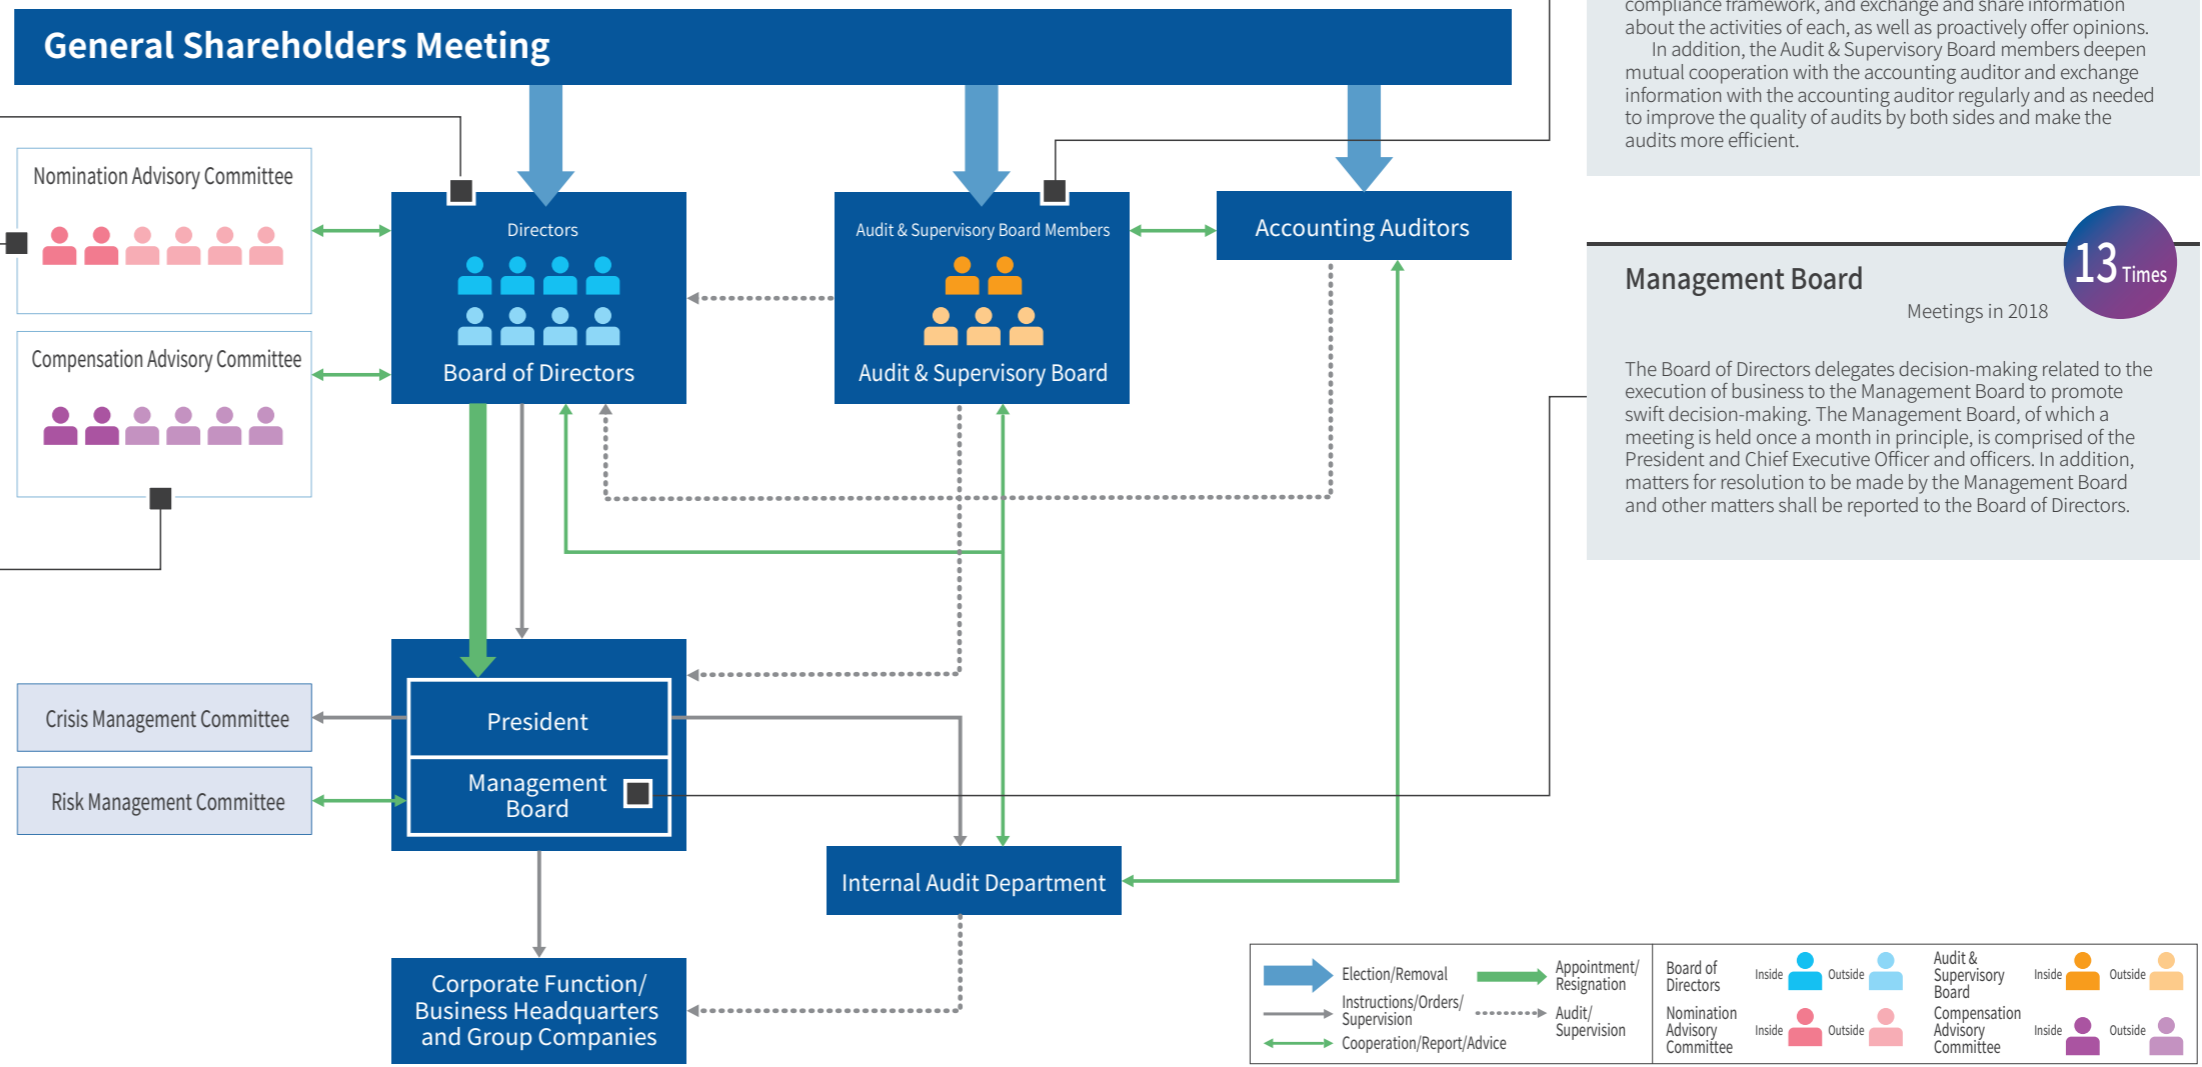 General Shareholders Meeting
compliance framework, and exchange and share information
about the activities of each, as well as proactively offer opinions.
In addition, the Audit & Supervisory Board members deepen
mutual cooperation with the accounting auditor and exchange
information with the accounting auditor regularly and as needed
to improve the quality of audits by both sides and make the
audits more efficient.
Nomination Advisory Committee
Compensation Advisory Committee
Directors
Board of Directors
Audit & Supervisory Board Members
Audit & Supervisory Board
Accounting Auditors
Management Board
13 Times
Meetings in 2018
The Board of Directors delegates decision-making related to the
execution of business to the Management Board to promote
swift decision-making. The Management Board, of which a
meeting is held once a month in principle, is comprised of the
President and Chief Executive Officer and officers. In addition,
matters for resolution to be made by the Management Board
and other matters shall be reported to the Board of Directors.
Crisis Management Committee
Risk Management Committee
President
Management
Board
Internal Audit Department
Corporate Function/
Business Headquarters
and Group Companies
Election/Removal
Appointment/
Resignation
Instructions/Orders/
Supervision
Audit/
Supervision
Cooperation/Report/Advice
Board of
Directors
Inside
Outside
Audit &
Supervisory
Board
Inside
Outside
Nomination
Advisory
Committee
Inside
Outside
Compensation
Advisory
Committee
Inside
Outside